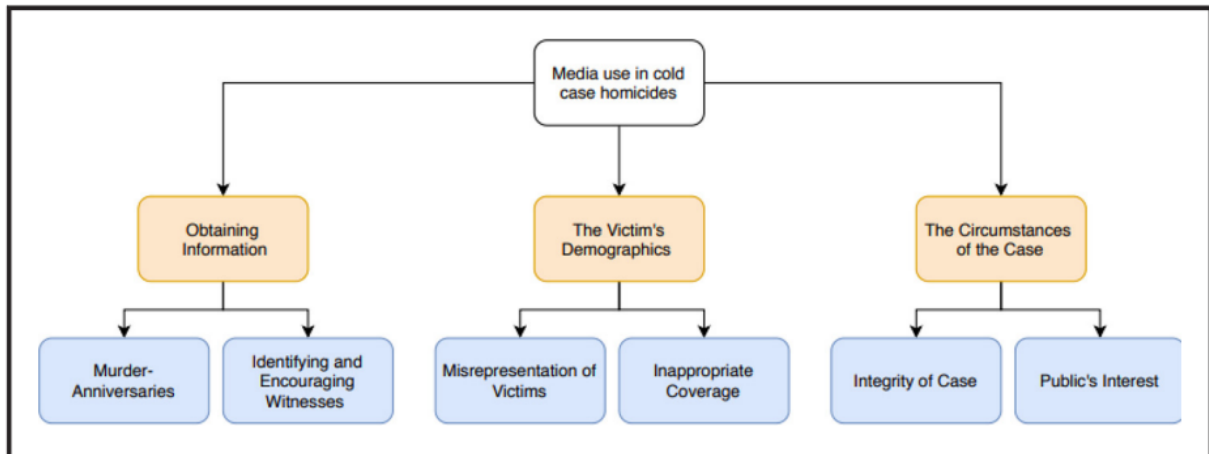 Media use in cold
case homicides
Obtaining
Information
The Victim's
Demographics
The Circumstances
of the Case
Murder-
Anniversaries
Identifying and
Encouraging
Witnesses
Misrepresentation of
Victims
Inappropriate
Coverage
Integrity of Case
Public's Interest